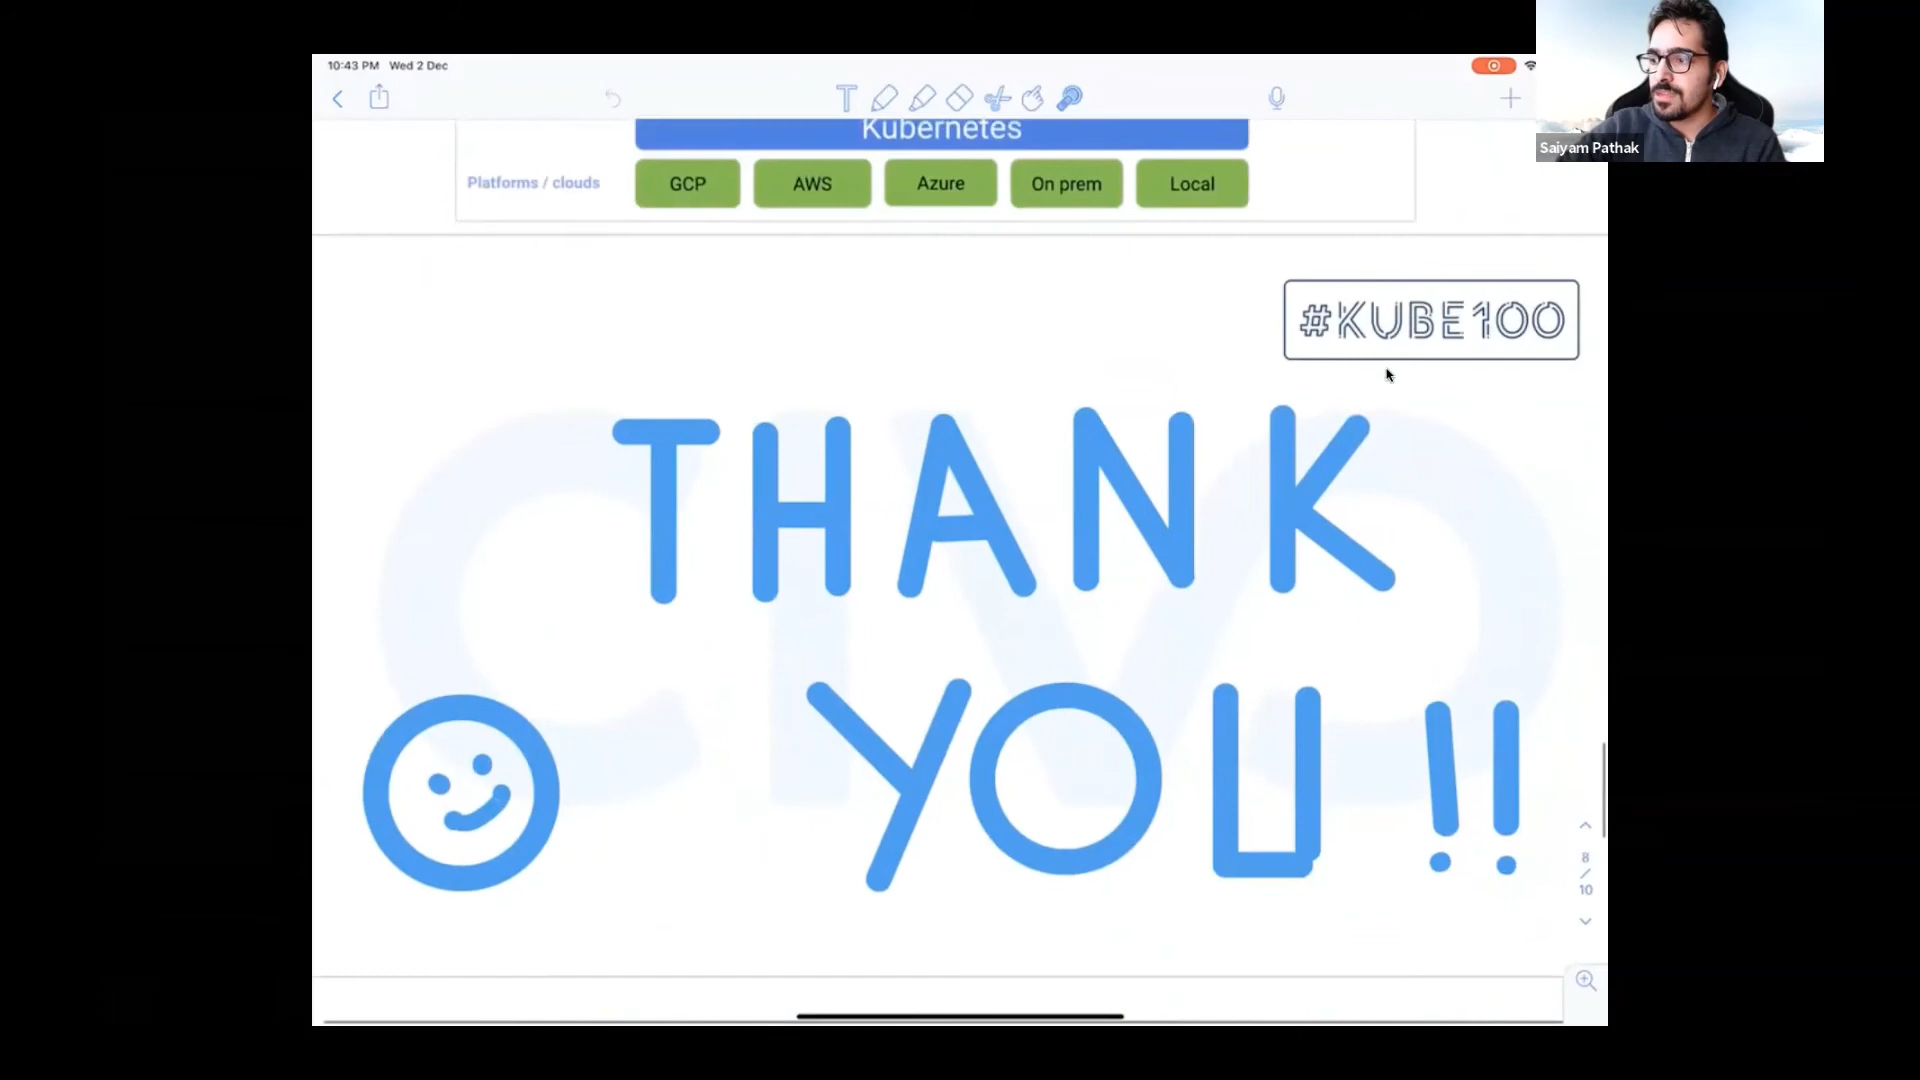 10:43 PM Wed 2 Dec
Saiyam Pathak
Kubernetes
Platforms / clouds GCP AWS Azure On prem Local
#KUBE100
CIVO
THANK
YOU !!
8
/
10